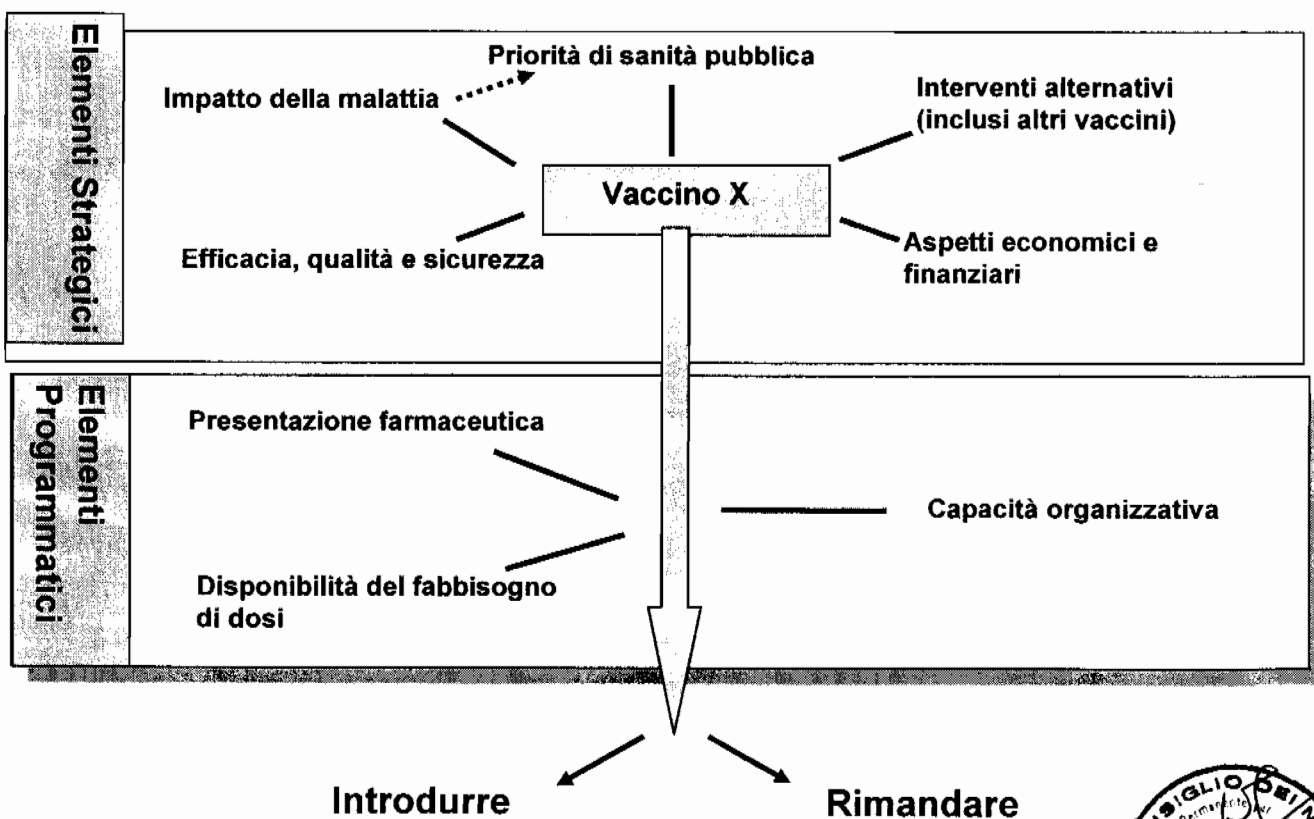 Elementi Strategici
Priorità di sanità pubblica
Impatto della malattia
Interventi alternativi
(inclusi altri vaccini)
Vaccino X
Efficacia, qualità e sicurezza
Aspetti economici e
finanziari
Elementi
Programmatici
Presentazione farmaceutica
Capacità organizzativa
Disponibilità del fabbisogno
di dosi
Introdurre
Rimandare